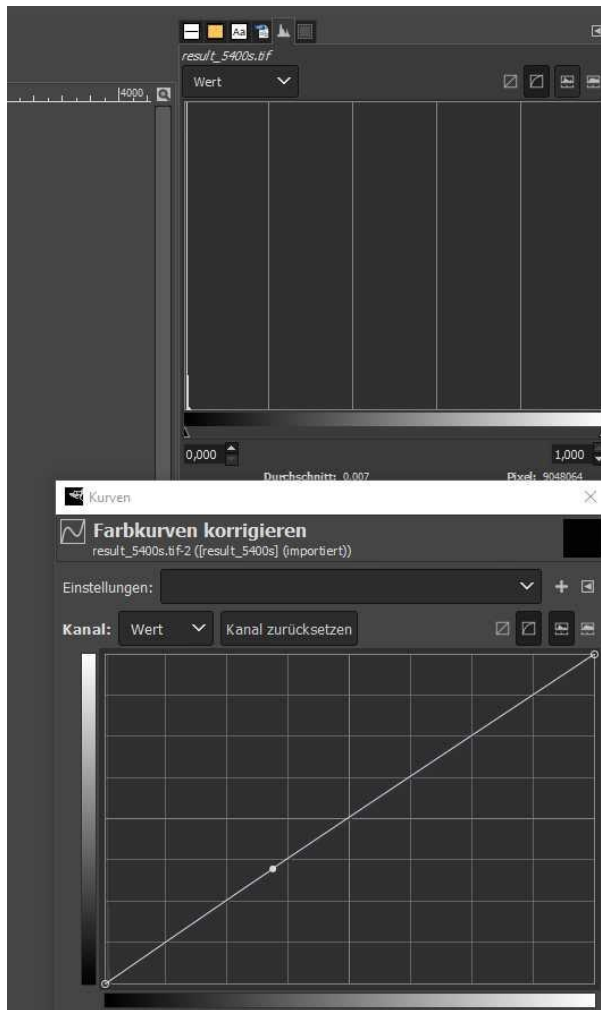 Aa
result_5400s.tif
Wert
4000
0,000
1,000
Durchschnitt: 0.007
Pixel: 9048064
Kurven
Farbkurven korrigieren
result_5400s.tif-2 ([result_5400s] (importiert))
Einstellungen:
Kanal: Wert Kanal zurücksetzen